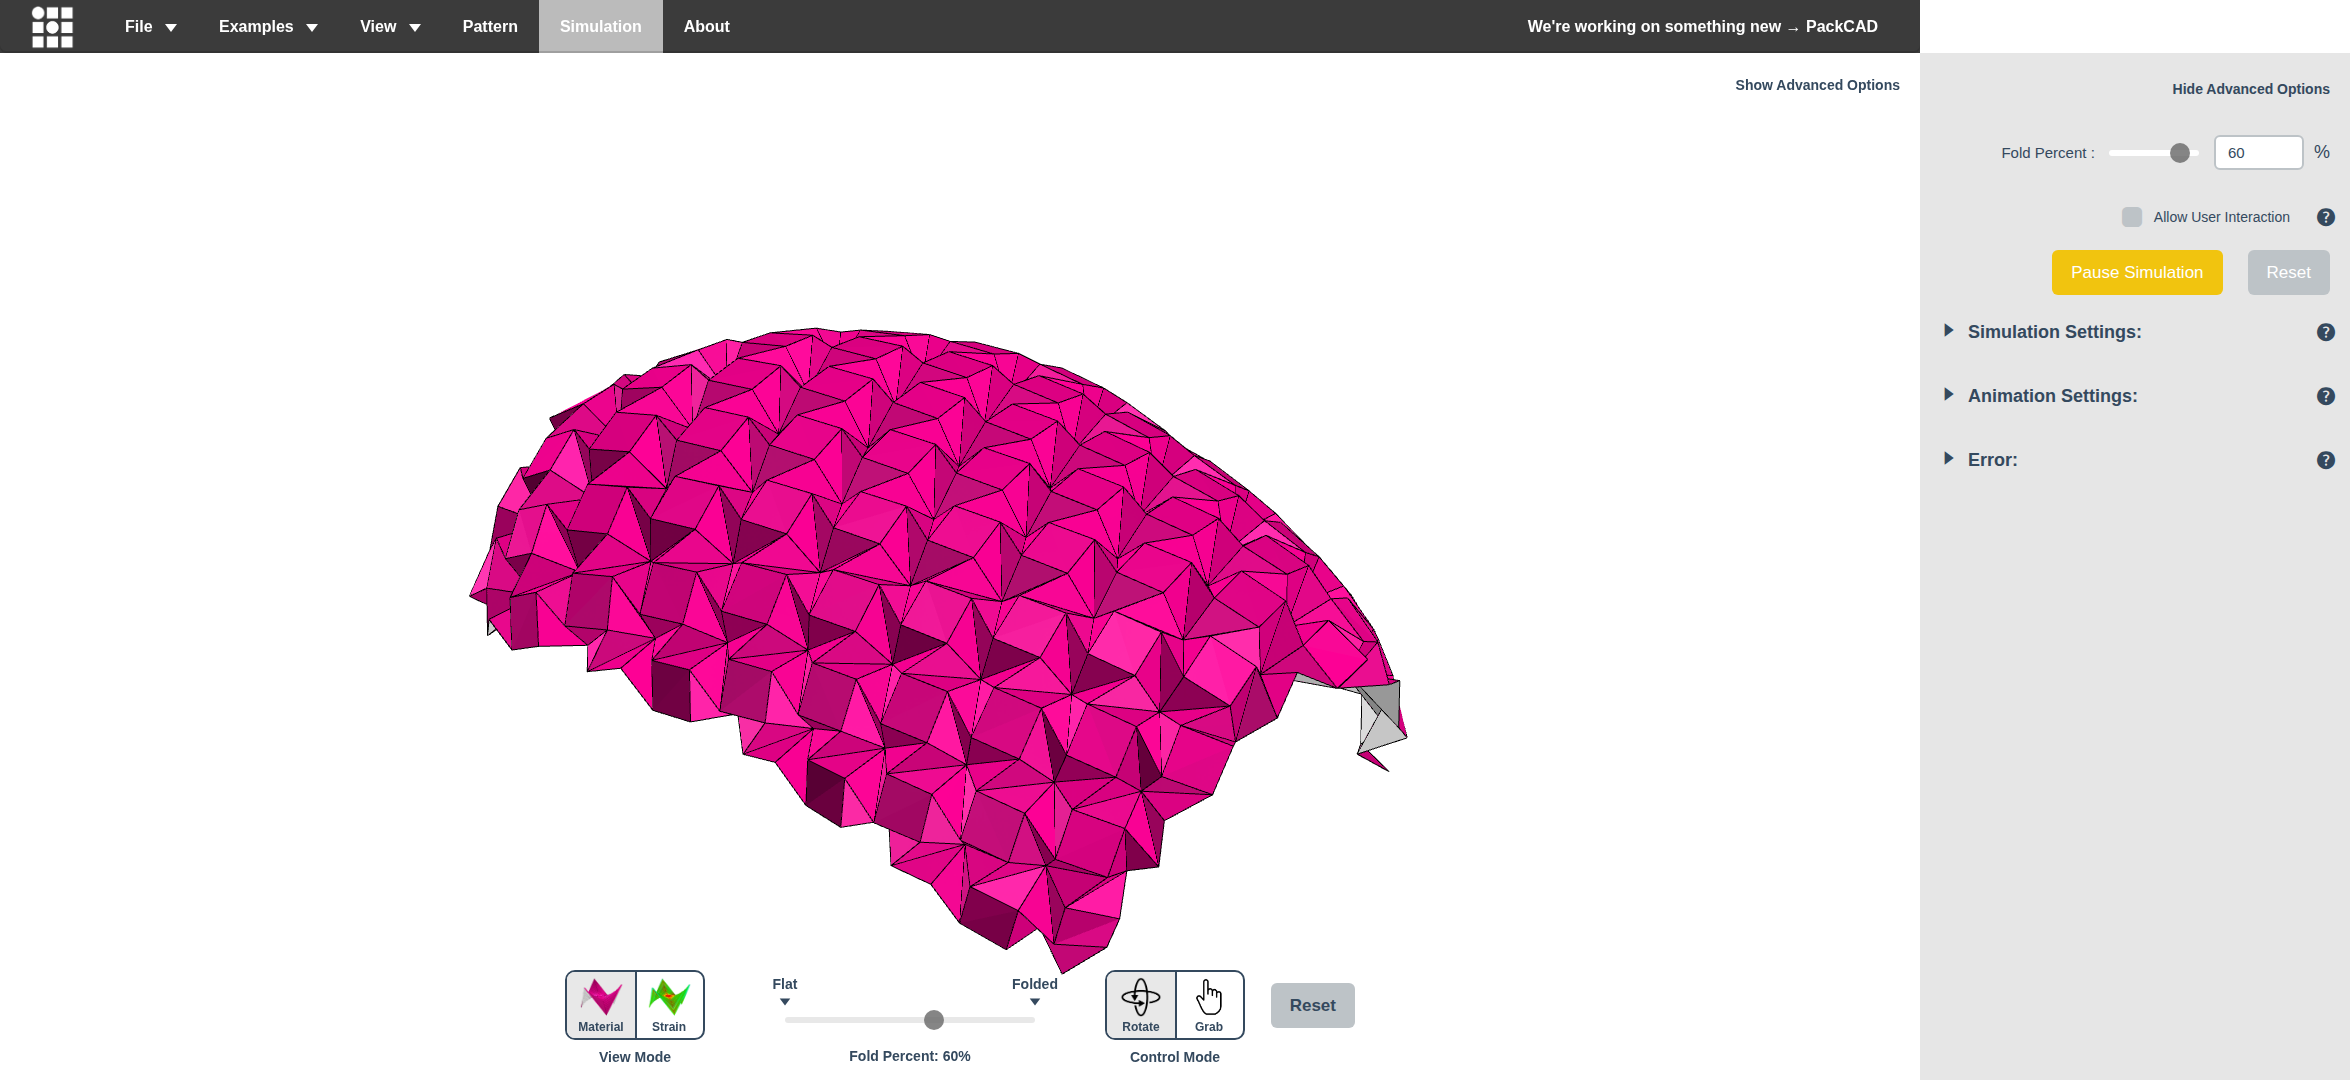 File Examples View Pattern Simulation About We're working on something new → PackCAD
Show Advanced Options
Hide Advanced Options
Fold Percent : 60 %
Allow User Interaction ?
Pause Simulation Reset
Simulation Settings: ?
Animation Settings: ?
Error: ?
Flat Folded
Material Strain Rotate Grab Reset
View Mode Fold Percent: 60% Control Mode